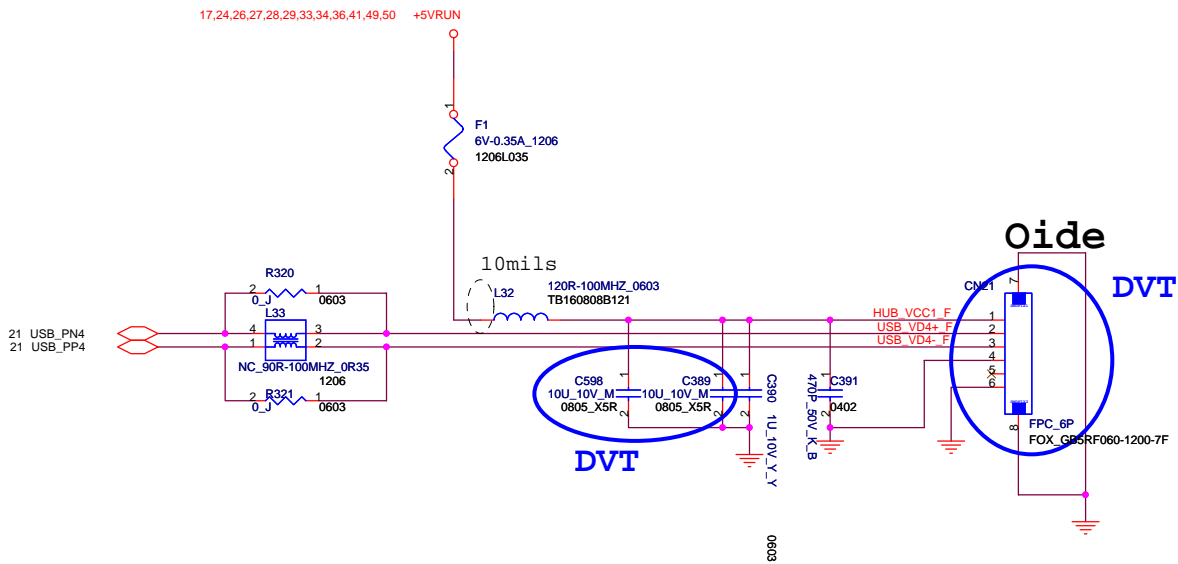 17,24,26,27,28,29,33,34,36,41,49,50 +5VRUN
1
F1
6V-0.35A_1206
1206L035
2
Oide
10mils
DVT
R320
L32
120R-100MHZ_0603
TB160808B121
CN21
7
2 1
0_J 0603
L33
HUB_VCC1_F 1
21 USB_PN4
4 3
USB_VD4+_F 2
21 USB_PP4
1 2
USB_VD4-_F 3
4
5
6
NC_90R-100MHZ_0R35
1206
R321
2 1
0_J 0603
1
C598
10U_10V_M
0805_X5R
2
1
C389
10U_10V_M
0805_X5R
2
1
C390 1U_10V_Y_Y 0603
2
1
C391
470P_50V_K_B
0402
2
8
FPC_6P
FOX_GB5RF060-1200-7F
DVT